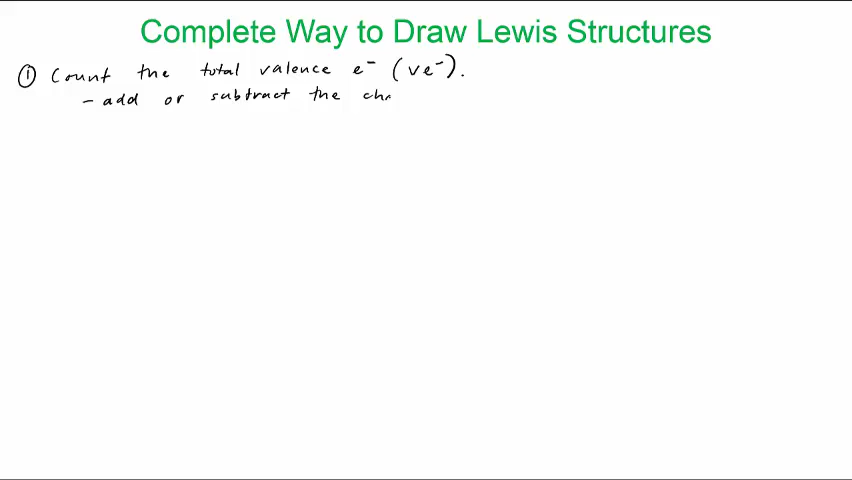 Complete Way to Draw Lewis Structures
① Count the total valence e⁻ (ve⁻).
- add or subtract the